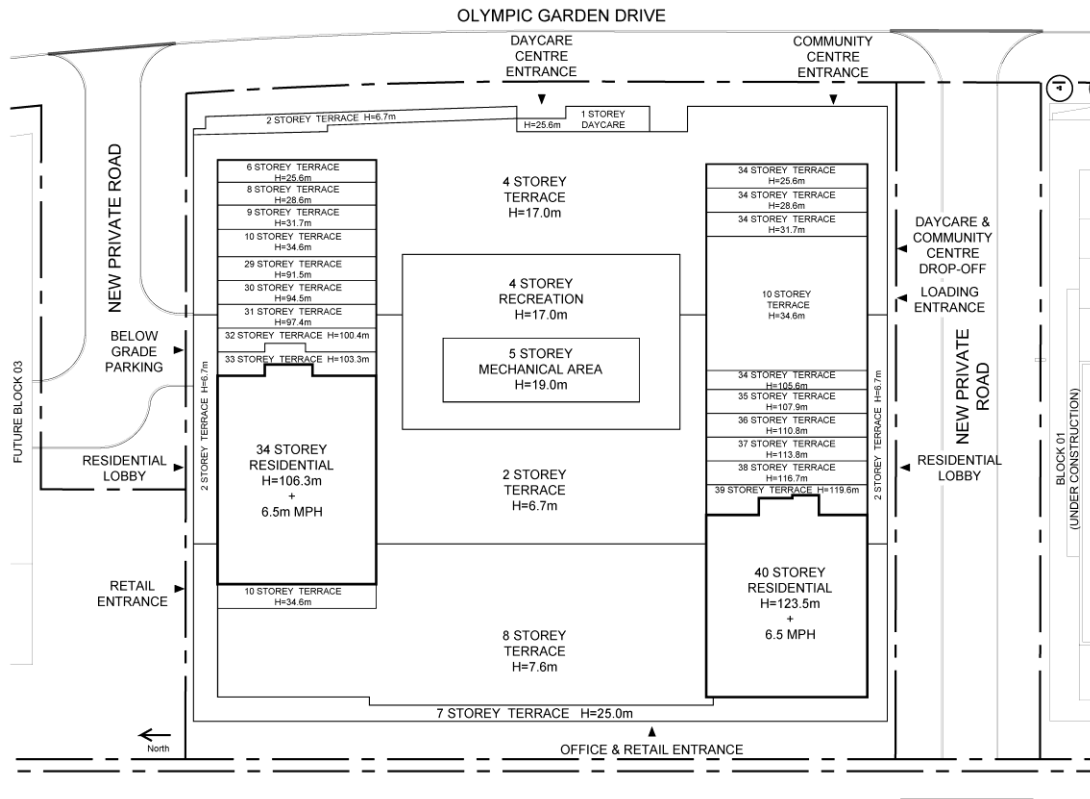 OLYMPIC GARDEN DRIVE
DAYCARE
CENTRE
ENTRANCE
COMMUNITY
CENTRE
ENTRANCE
2 STOREY TERRACE H=6.7m
H=25.6m
1 STOREY
DAYCARE
NEW PRIVATE ROAD
6 STOREY TERRACE
H=25.6m
8 STOREY TERRACE
H=28.6m
9 STOREY TERRACE
H=31.7m
10 STOREY TERRACE
H=34.6m
29 STOREY TERRACE
H=91.5m
30 STOREY TERRACE
H=94.5m
31 STOREY TERRACE
H=97.4m
32 STOREY TERRACE H=100.4m
33 STOREY TERRACE H=103.3m
34 STOREY
RESIDENTIAL
H=106.3m
+
6.5m MPH
10 STOREY TERRACE
H=34.6m
4 STOREY
TERRACE
H=17.0m
4 STOREY
RECREATION
H=17.0m
5 STOREY
MECHANICAL AREA
H=19.0m
2 STOREY
TERRACE
H=6.7m
8 STOREY
TERRACE
H=7.6m
34 STOREY TERRACE
H=25.6m
34 STOREY TERRACE
H=28.6m
34 STOREY TERRACE
H=31.7m
10 STOREY
TERRACE
H=34.6m
34 STOREY TERRACE
H=105.6m
35 STOREY TERRACE
H=107.9m
36 STOREY TERRACE
H=110.8m
37 STOREY TERRACE
H=113.8m
38 STOREY TERRACE
H=116.7m
39 STOREY TERRACE H=119.6m
40 STOREY
RESIDENTIAL
H=123.5m
+
6.5 MPH
2 STOREY TERRACE H=6.7m
2 STOREY TERRACE H=6.7m
BELOW
GRADE
PARKING
RESIDENTIAL
LOBBY
RETAIL
ENTRANCE
FUTURE BLOCK 03
DAYCARE &
COMMUNITY
CENTRE
DROP-OFF
LOADING
ENTRANCE
NEW PRIVATE
ROAD
RESIDENTIAL
LOBBY
BLOCK 01
(UNDER CONSTRUCTION)
7 STOREY TERRACE H=25.0m
North
OFFICE & RETAIL ENTRANCE